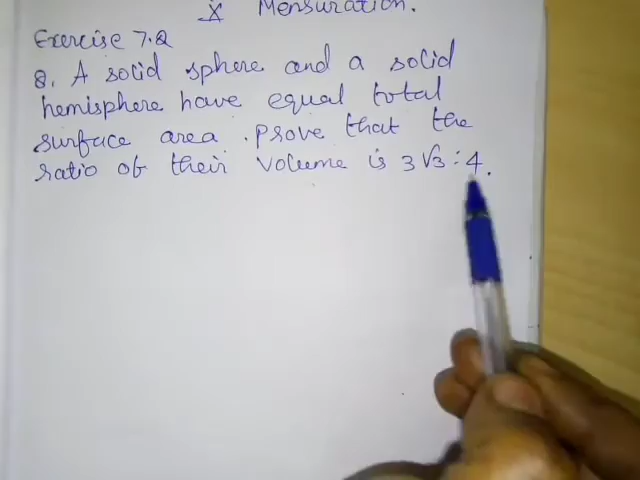 X Mensuration.
Exercise 7.2
8. A solid sphere and a solid
hemisphere have equal total
surface area. prove that the
ratio of their volume is 3√3:4.